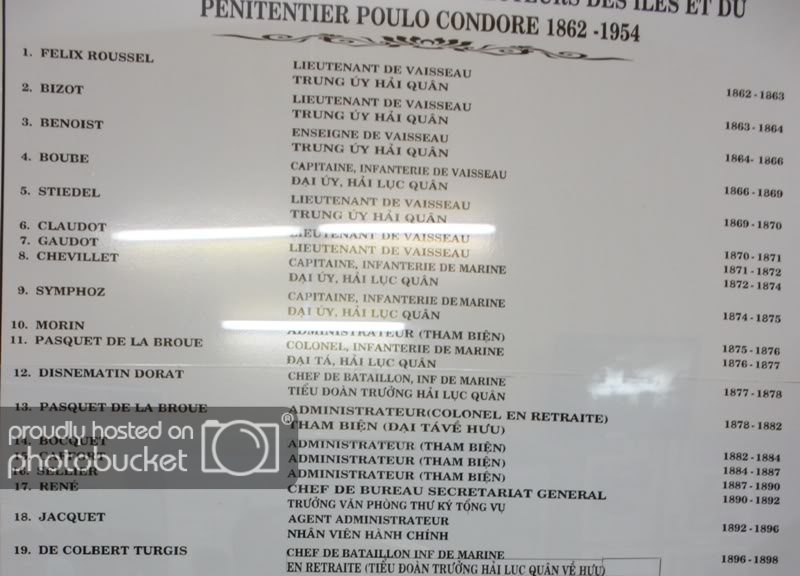 DES ILES ET DU
PENITENTIER POULO CONDORE 1862 -1954
1. FELIX ROUSSEL LIEUTENANT DE VAISSEAU
TRUNG ÚY HẢI QUÂN 1862 - 1863
2. BIZOT LIEUTENANT DE VAISSEAU
TRUNG ÚY HẢI QUÂN 1863 - 1864
3. BENOIST ENSEIGNE DE VAISSEAU
TRUNG ÚY HẢI QUÂN 1864- 1866
4. BOUBE CAPITAINE, INFANTERIE DE VAISSEAU
ĐẠI ÚY, HẢI LỤC QUÂN 1866 - 1869
5. STIEDEL LIEUTENANT DE VAISSEAU
TRUNG ÚY HẢI QUÂN 1869 - 1870
6. CLAUDOT LIEUTENANT DE VAISSEAU 1870 - 1871
7. GAUDOT LIEUTENANT DE VAISSEAU 1871 - 1872
8. CHEVILLET CAPITAINE, INFANTERIE DE MARINE
ĐẠI ÚY, HẢI LỤC QUÂN 1872 - 1874
9. SYMPHOZ CAPITAINE, INFANTERIE DE MARINE
ĐẠI ÚY, HẢI LỤC QUÂN 1874 - 1875
10. MORIN ADMINISTRATEUR (THAM BIỆN) 1875 - 1876
11. PASQUET DE LA BROUE COLONEL, INFANTERIE DE MARINE 1876 - 1877
ĐẠI TÁ, HẢI LỤC QUÂN
12. DISNEMATIN DORAT CHEF DE BATAILLON, INF DE MARINE
TIỂU ĐOÀN TRƯỞNG HẢI LỤC QUÂN 1877 - 1878
13. PASQUET DE LA BROUE ADMINISTRATEUR(COLONEL EN RETRAITE)
THAM BIỆN (ĐẠI TÁVỀ HƯU) 1878 - 1882
14. BOCQUET ADMINISTRATEUR (THAM BIỆN) 1882 - 1884
15. CAFFORT ADMINISTRATEUR (THAM BIỆN) 1884 - 1887
16. SELLIER ADMINISTRATEUR (THAM BIỆN) 1887 - 1890
17. RENÉ CHEF DE BUREAU SECRETARIAT GENERAL 1890 - 1892
TRƯỞNG VĂN PHÒNG THƯ KÝ TỔNG VỤ
18. JACQUET AGENT ADMINISTRATEUR
NHÂN VIÊN HÀNH CHÍNH 1892 - 1896
19. DE COLBERT TURGIS CHEF DE BATAILLON INF DE MARINE
EN RETRAITE (TIỂU ĐOÀN TRƯỞNG HẢI LỤC QUÂN VỀ HƯU) 1896 - 1898
proudly hosted on
photobucket ®